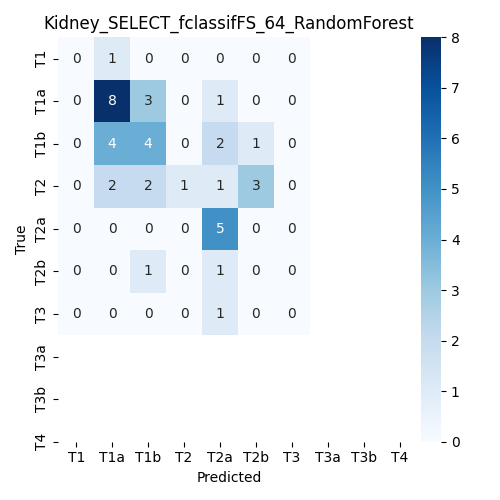 Kidney_SELECT_fclassifFS_64_RandomForest
T1 0 1 0 0 0 0 0
T1a 0 8 3 0 1 0 0
T1b 0 4 4 0 2 1 0
T2 0 2 2 1 1 3 0
T2a 0 0 0 0 5 0 0
T2b 0 0 1 0 1 0 0
T3 0 0 0 0 1 0 0
T3a
T3b
T4
True
T1 T1a T1b T2 T2a T2b T3 T3a T3b T4
Predicted
8
7
6
5
4
3
2
1
0